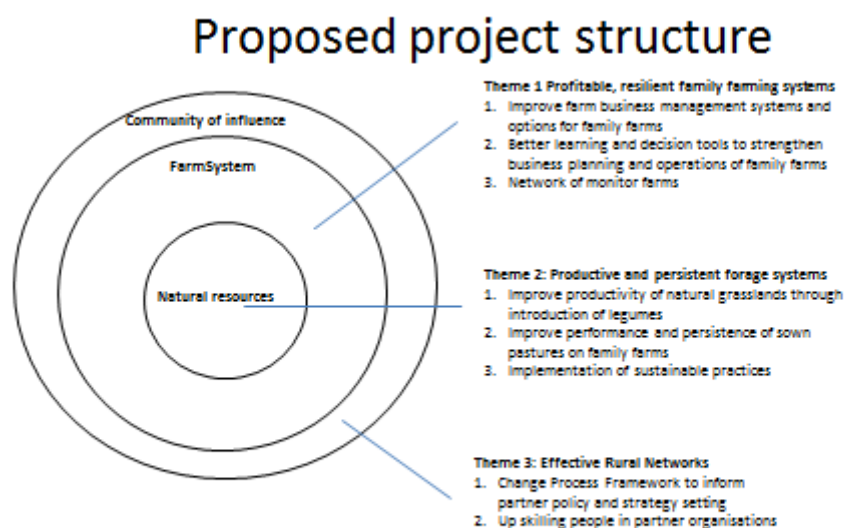 Proposed project structure
Community of influence
FarmSystem
Natural resources
Theme 1 Profitable, resilient family farming systems
1. Improve farm business management systems and
options for family farms
2. Better learning and decision tools to strengthen
business planning and operations of family farms
3. Network of monitor farms
Theme 2: Productive and persistent forage systems
1. Improve productivity of natural grasslands through
introduction of legumes
2. Improve performance and persistence of sown
pastures on family farms
3. Implementation of sustainable practices
Theme 3: Effective Rural Networks
1. Change Process Framework to inform
partner policy and strategy setting
2. Up skilling people in partner organisations